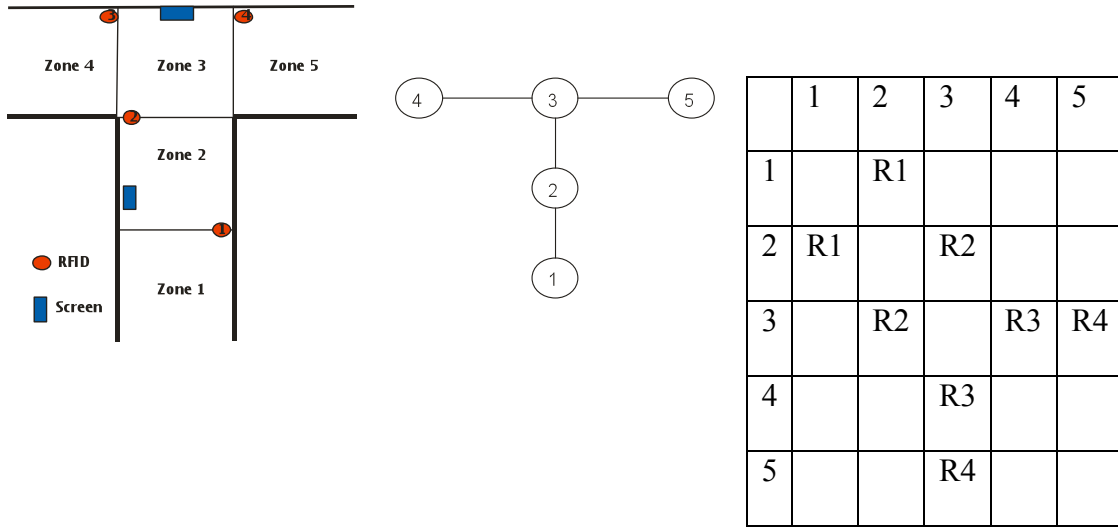 3 4
Zone 4 Zone 3 Zone 5
2
Zone 2
1
RFID
Zone 1
Screen
4 3 5
2
1
1 2 3 4 5
1 R1
2 R1 R2
3 R2 R3 R4
4 R3
5 R4